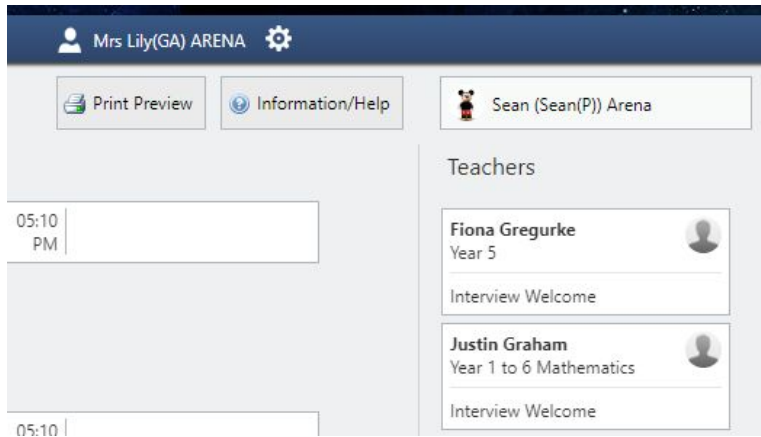 Mrs Lily(GA) ARENA
Print Preview
Information/Help
Sean (Sean(P)) Arena
Teachers
05:10
PM
Fiona Gregurke
Year 5
Interview Welcome
Justin Graham
Year 1 to 6 Mathematics
Interview Welcome
05:10